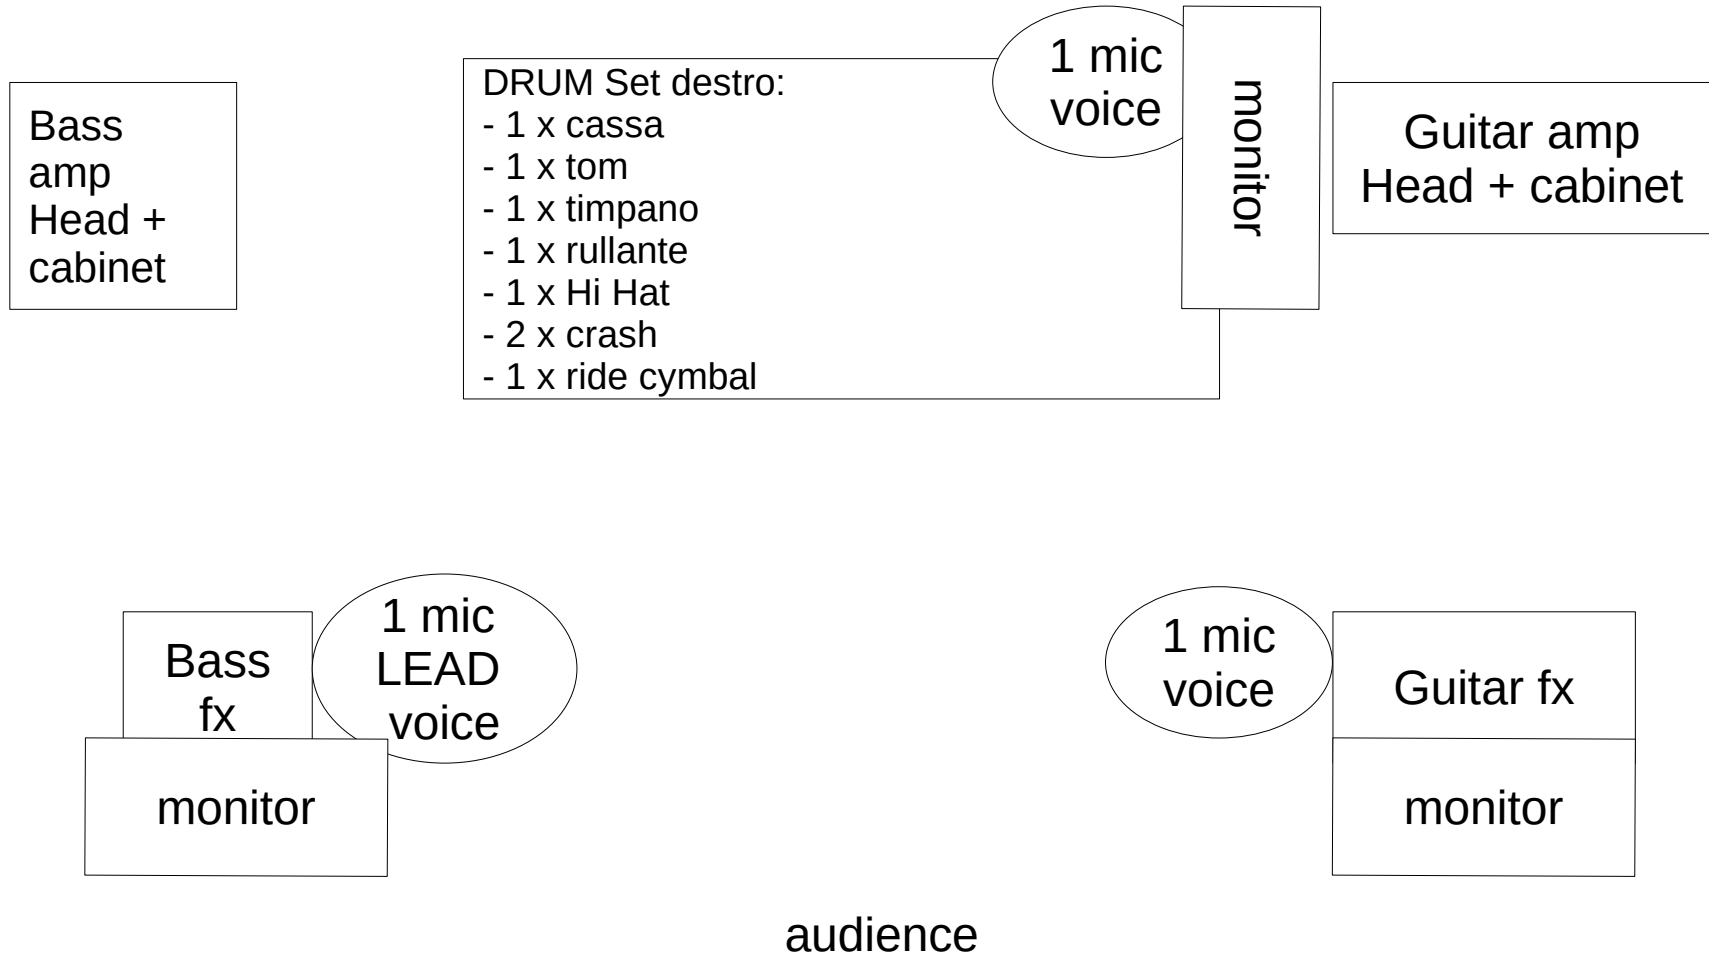 Bass
amp
Head +
cabinet
DRUM Set destro:
- 1 x cassa
- 1 x tom
- 1 x timpano
- 1 x rullante
- 1 x Hi Hat
- 2 x crash
- 1 x ride cymbal
1 mic
voice
monitor
Guitar amp
Head + cabinet
Bass
fx
1 mic
LEAD
voice
monitor
1 mic
voice
Guitar fx
monitor
audience